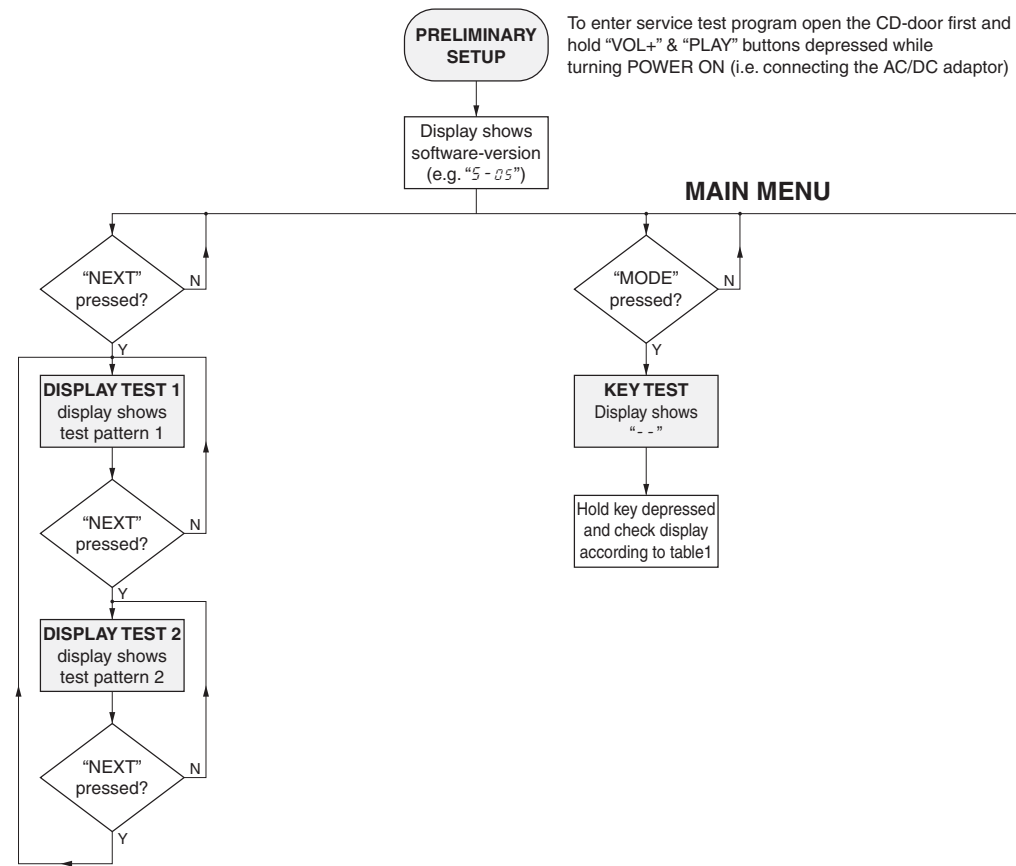 PRELIMINARY
SETUP
To enter service test program open the CD-door first and
hold “VOL+” & “PLAY” buttons depressed while
turning POWER ON (i.e. connecting the AC/DC adaptor)
Display shows
software-version
(e.g. “5-05”)
MAIN MENU
“NEXT”
pressed?
N
Y
“MODE”
pressed?
N
Y
DISPLAY TEST 1
display shows
test pattern 1
KEY TEST
Display shows
“- -”
“NEXT”
pressed?
N
Y
Hold key depressed
and check display
according to table1
DISPLAY TEST 2
display shows
test pattern 2
“NEXT”
pressed?
N
Y